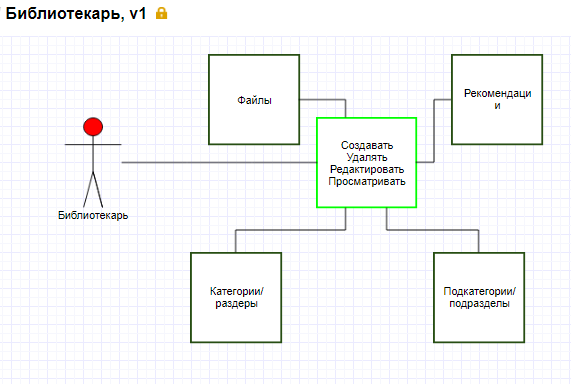 Библиотекарь, v1
Файлы
Рекомендаци
и
Создавать
Удалять
Редактировать
Просматривать
Библиотекарь
Категории/
раздеры
Подкатегории/
подразделы